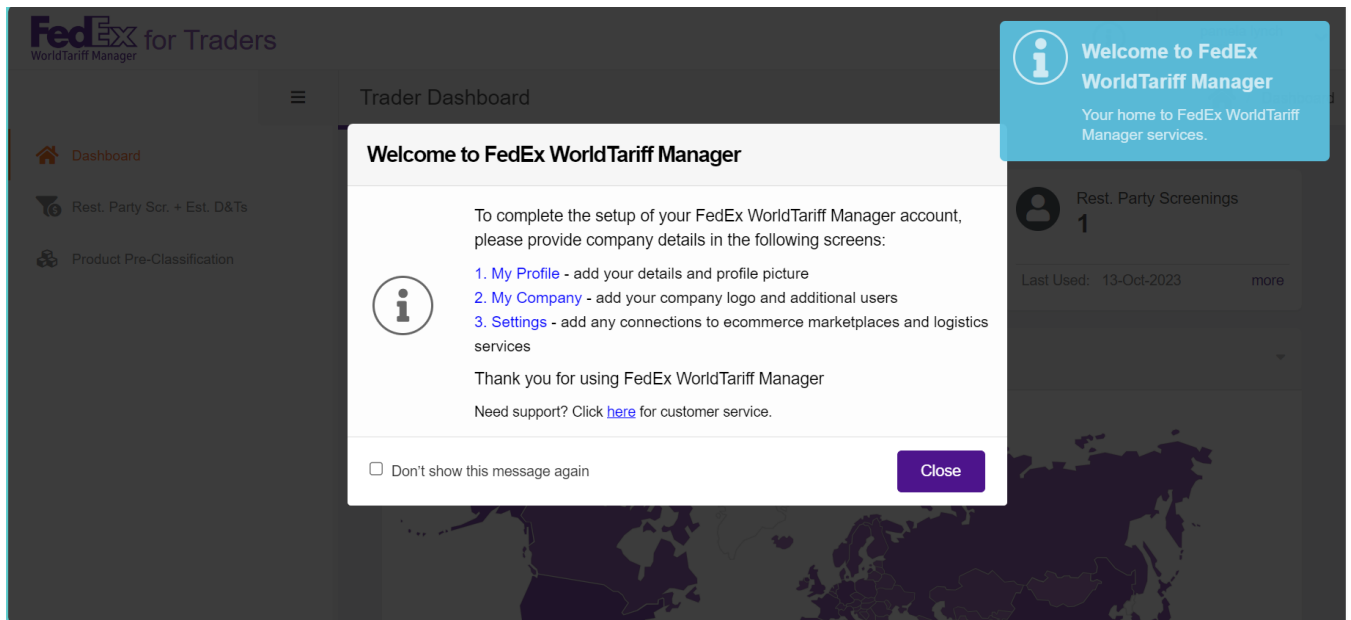 FedEx for Traders
WorldTariff Manager
Welcome to FedEx
WorldTariff Manager
Your home to FedEx WorldTariff
Manager services.
Trader Dashboard
Dashboard
Rest. Party Scr. + Est. D&Ts
Product Pre-Classification
Welcome to FedEx WorldTariff Manager
To complete the setup of your FedEx WorldTariff Manager account,
please provide company details in the following screens:
1. My Profile - add your details and profile picture
2. My Company - add your company logo and additional users
3. Settings - add any connections to ecommerce marketplaces and logistics
services
Thank you for using FedEx WorldTariff Manager
Need support? Click here for customer service.
Don't show this message again
Close
Rest. Party Screenings
1
Last Used: 13-Oct-2023 more